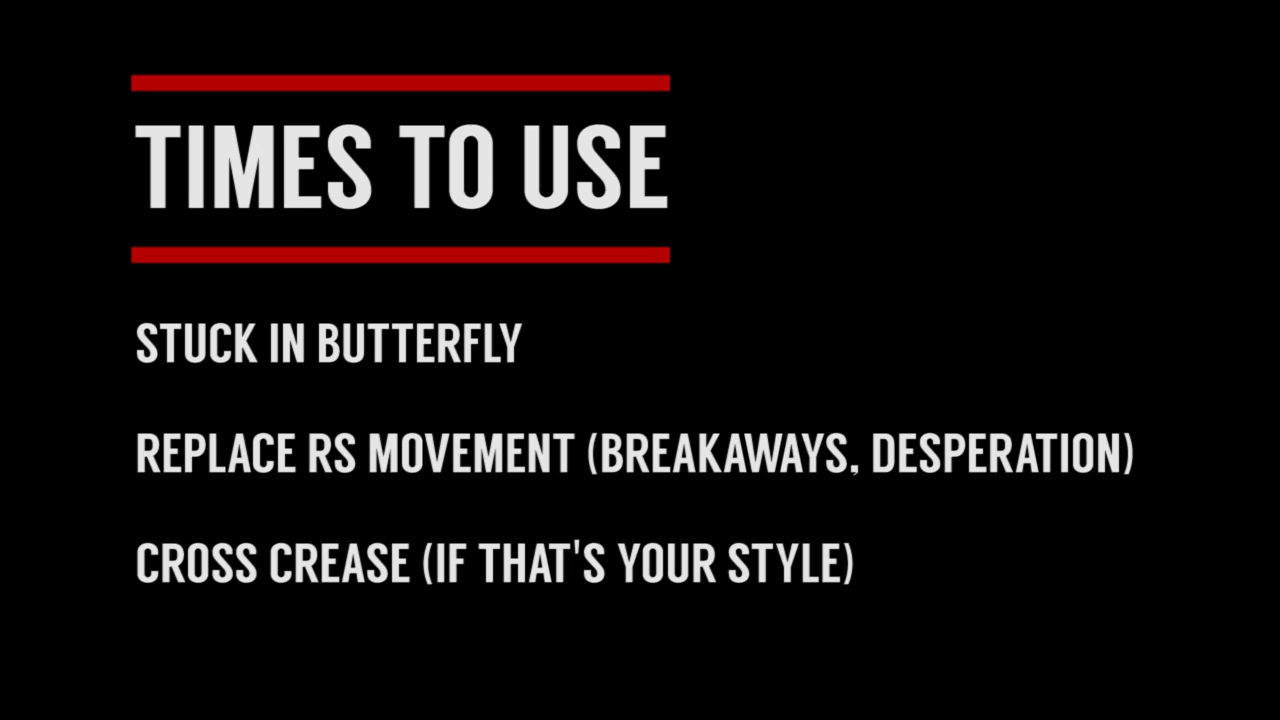 TIMES TO USE
STUCK IN BUTTERFLY
REPLACE RS MOVEMENT (BREAKAWAYS, DESPERATION)
CROSS CREASE (IF THAT'S YOUR STYLE)